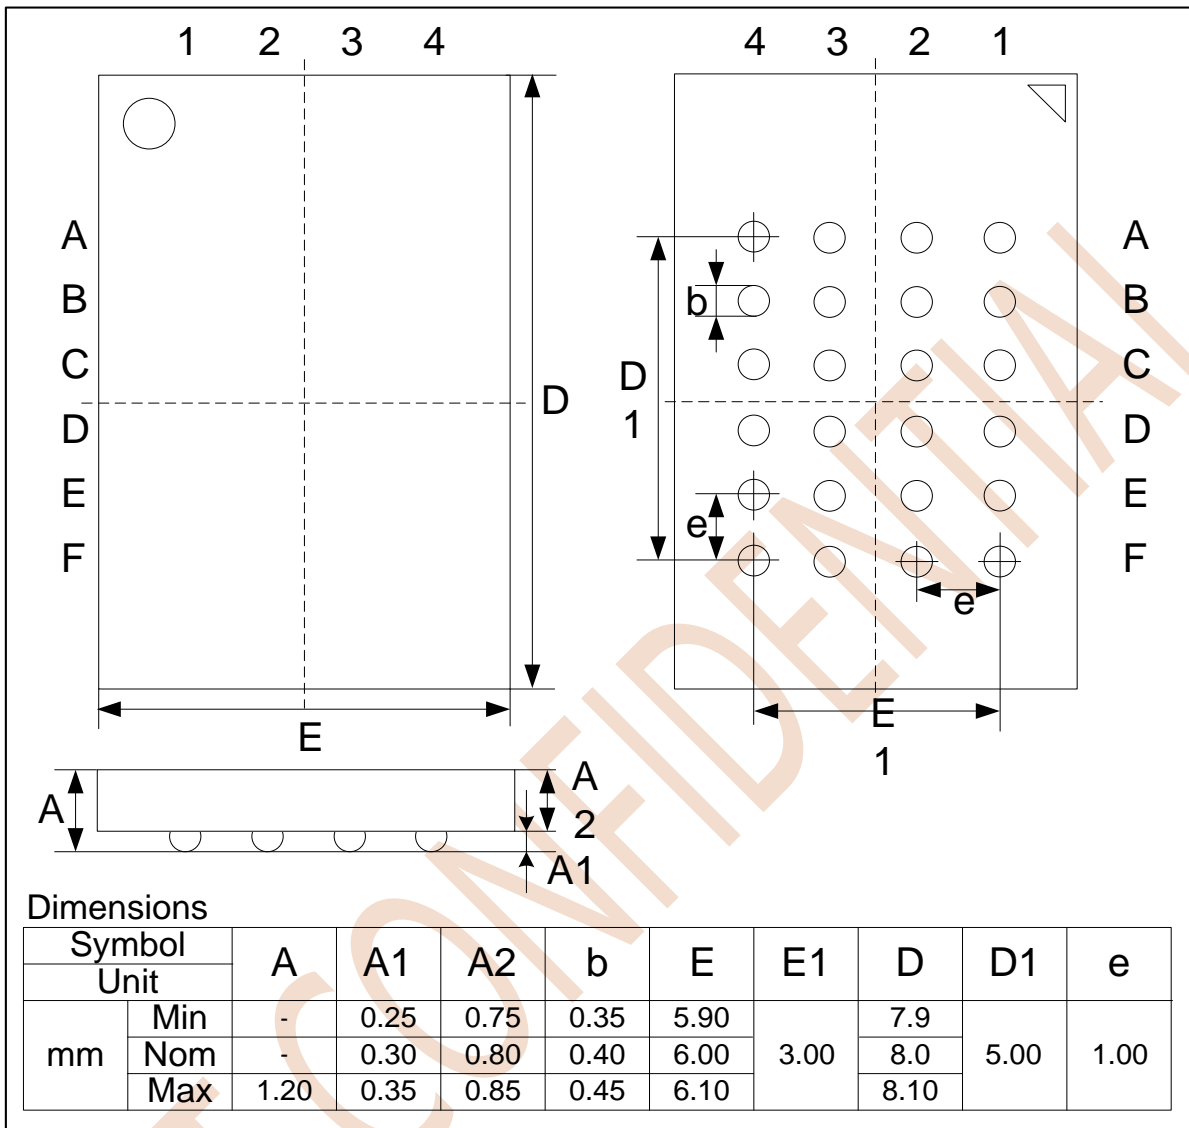 1 2 3 4
4 3 2 1
A
B
C
D
E
F
D
E
A
B
C
D
E
F
b
D
1
e
e
E
1
A
A
2
A1
Dimensions
Symbol A A1 A2 b E E1 D D1 e
Unit
mm Min - 0.25 0.75 0.35 5.90 7.9
Nom - 0.30 0.80 0.40 6.00 3.00 8.0 5.00 1.00
Max 1.20 0.35 0.85 0.45 6.10 8.10
CONFIDENTIAL